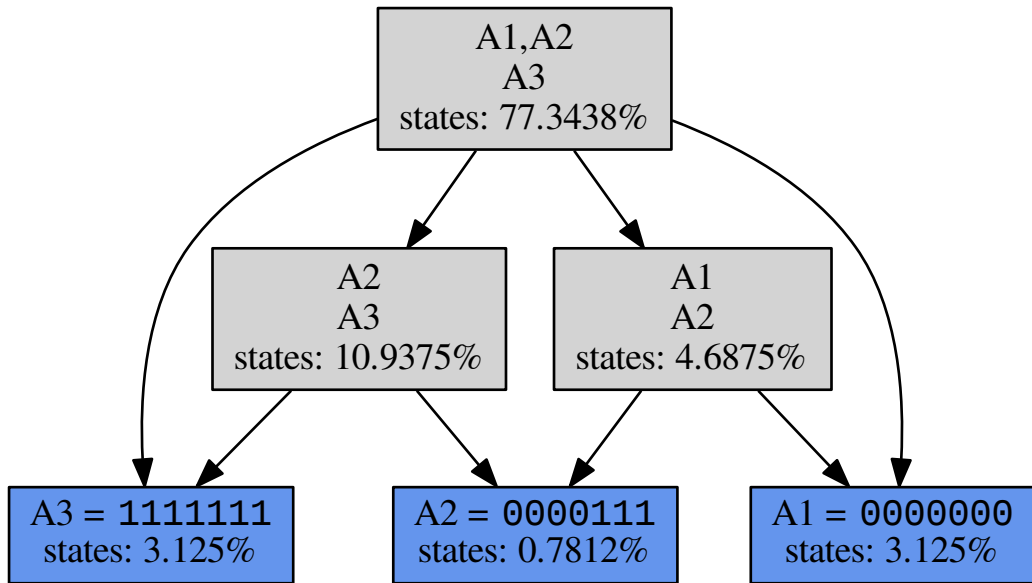 A1,A2
A3
states: 77.3438%
A2
A3
states: 10.9375%
A1
A2
states: 4.6875%
A3 = 1111111
states: 3.125%
A2 = 0000111
states: 0.7812%
A1 = 0000000
states: 3.125%